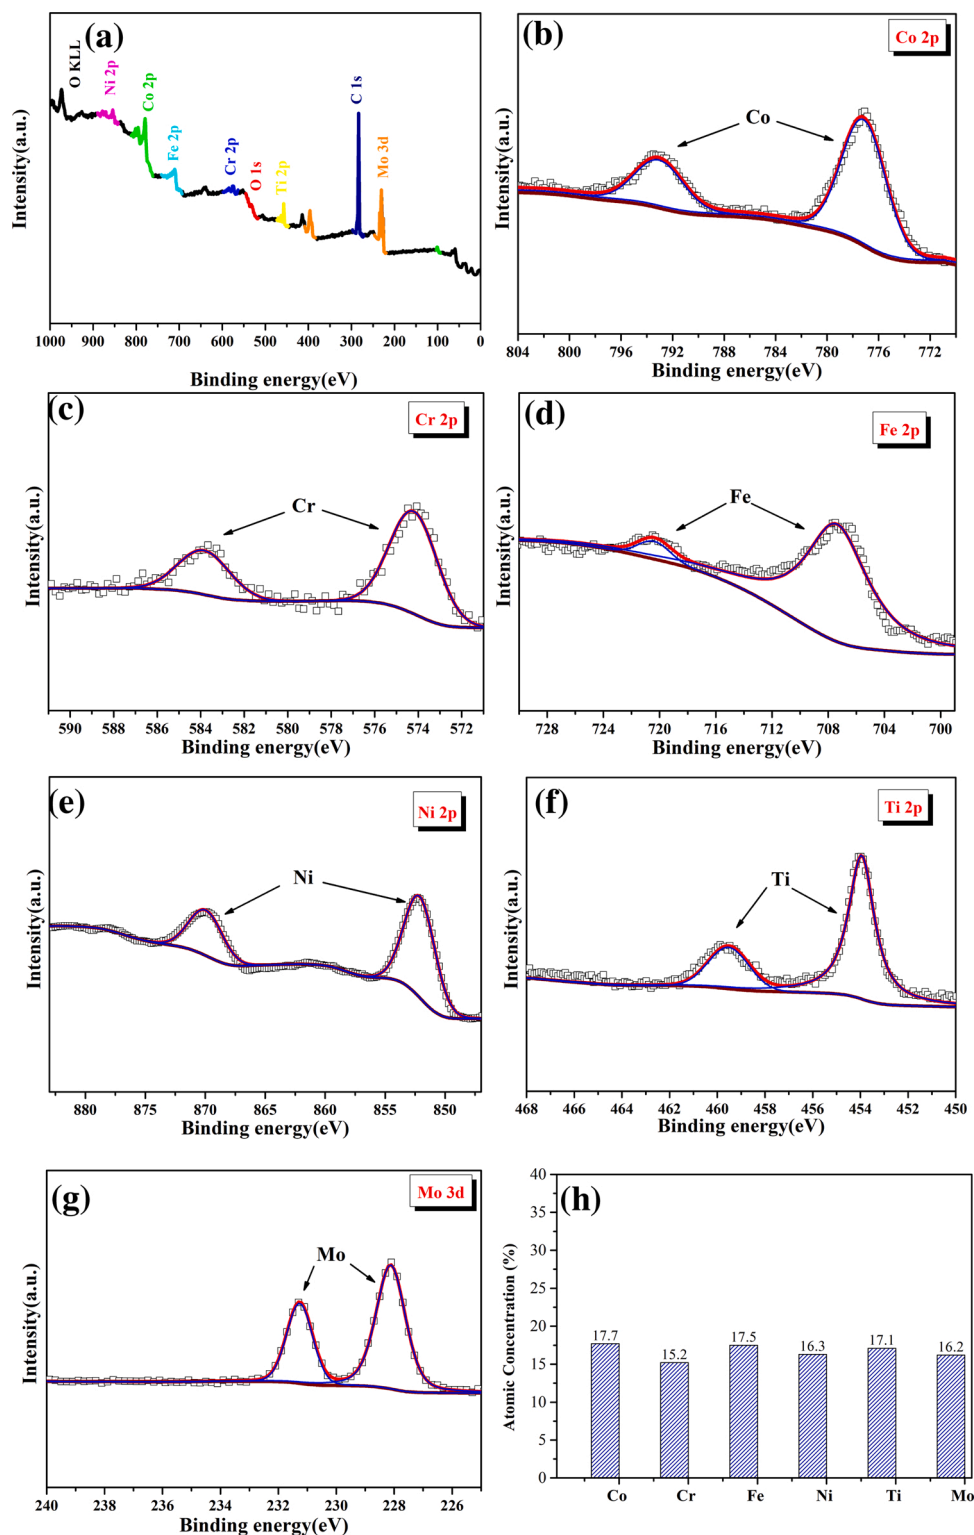 (a)
O KLL
Ni 2p
Co 2p
Fe 2p
Cr 2p
O 1s
Ti 2p
C 1s
Mo 3d
Intensity(a.u.)
1000 900 800 700 600 500 400 300 200 100 0
Binding energy(eV)
(b)
Co 2p
Co
Intensity(a.u.)
804 800 796 792 788 784 780 776 772
Binding energy(eV)
(c)
Cr 2p
Cr
Intensity(a.u.)
590 588 586 584 582 580 578 576 574 572
Binding energy(eV)
(d)
Fe 2p
Fe
Intensity(a.u.)
728 724 720 716 712 708 704 700
Binding energy(eV)
(e)
Ni 2p
Ni
Intensity(a.u.)
880 875 870 865 860 855 850
Binding energy(eV)
(f)
Ti 2p
Ti
Intensity(a.u.)
468 466 464 462 460 458 456 454 452 450
Binding energy(eV)
(g)
Mo 3d
Mo
Intensity(a.u.)
240 238 236 234 232 230 228 226
Binding energy(eV)
(h)
Atomic Concentration (%)
40
35
30
25
20
15
10
5
0
17.7 15.2 17.5 16.3 17.1 16.2
Co Cr Fe Ni Ti Mo